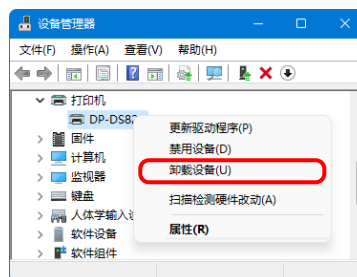 设备管理器
文件(F) 操作(A) 查看(V) 帮助(H)
打印机
DP-DS82
固件
计算机
监视器
键盘
人体学输入
软件设备
软件组件
更新驱动程序(P)
禁用设备(D)
卸载设备(U)
扫描检测硬件改动(A)
属性(R)